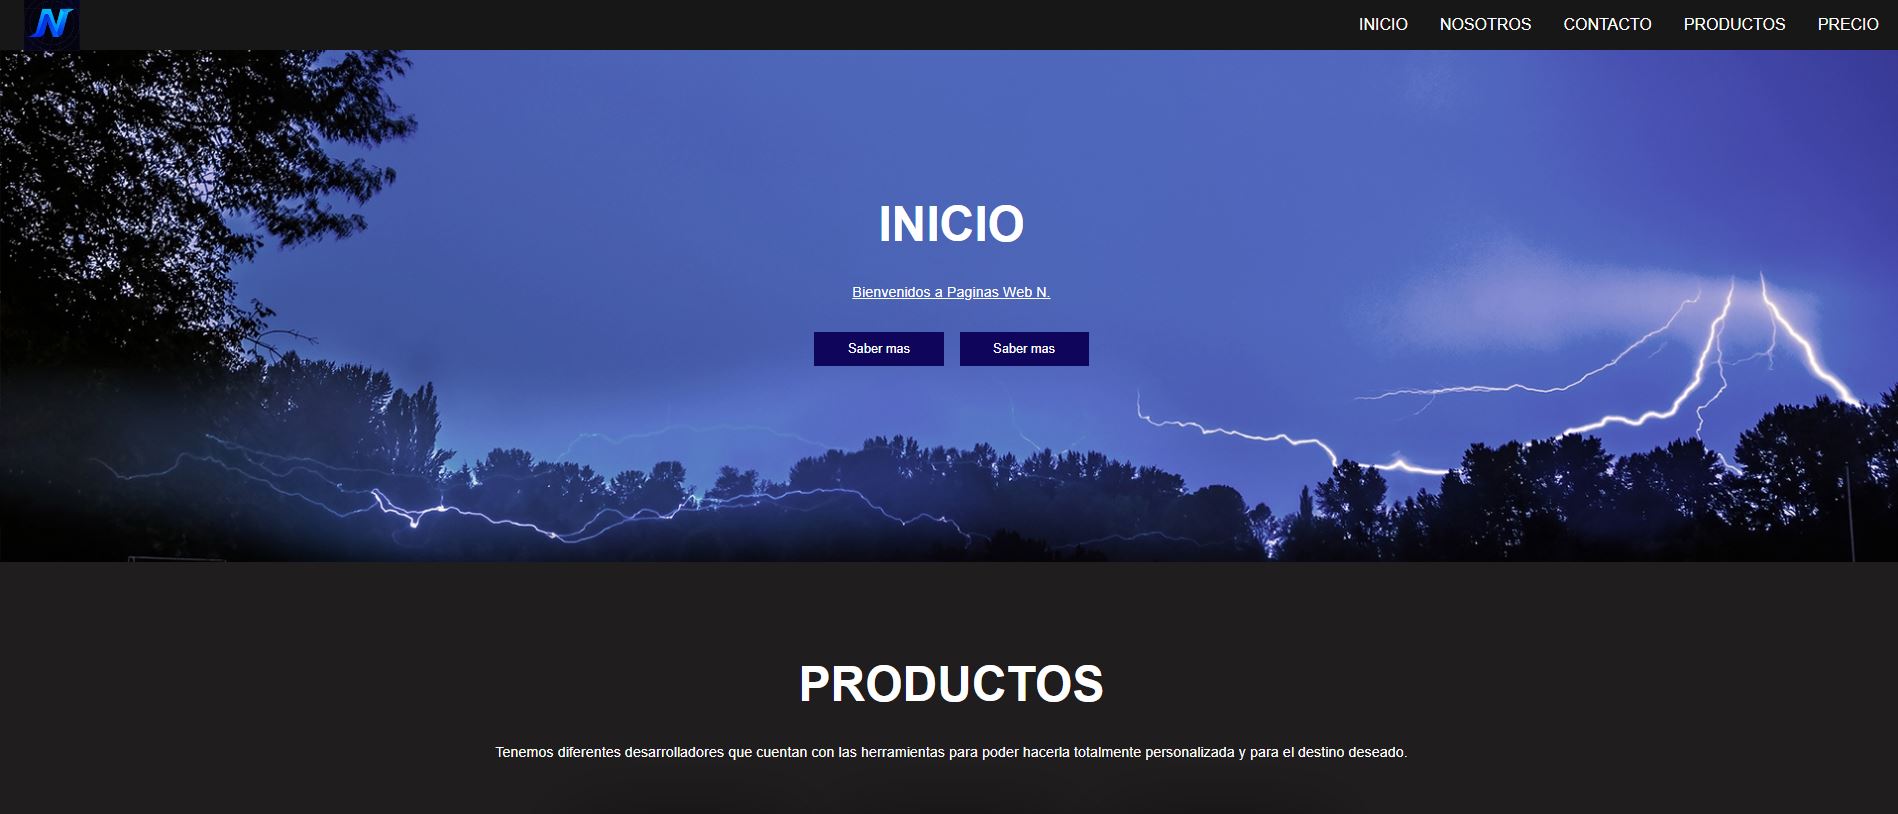 N
INICIO NOSOTROS CONTACTO PRODUCTOS PRECIO
INICIO
Bienvenidos a Paginas Web N.
Saber mas Saber mas
PRODUCTOS
Tenemos diferentes desarrolladores que cuentan con las herramientas para poder hacerla totalmente personalizada y para el destino deseado.